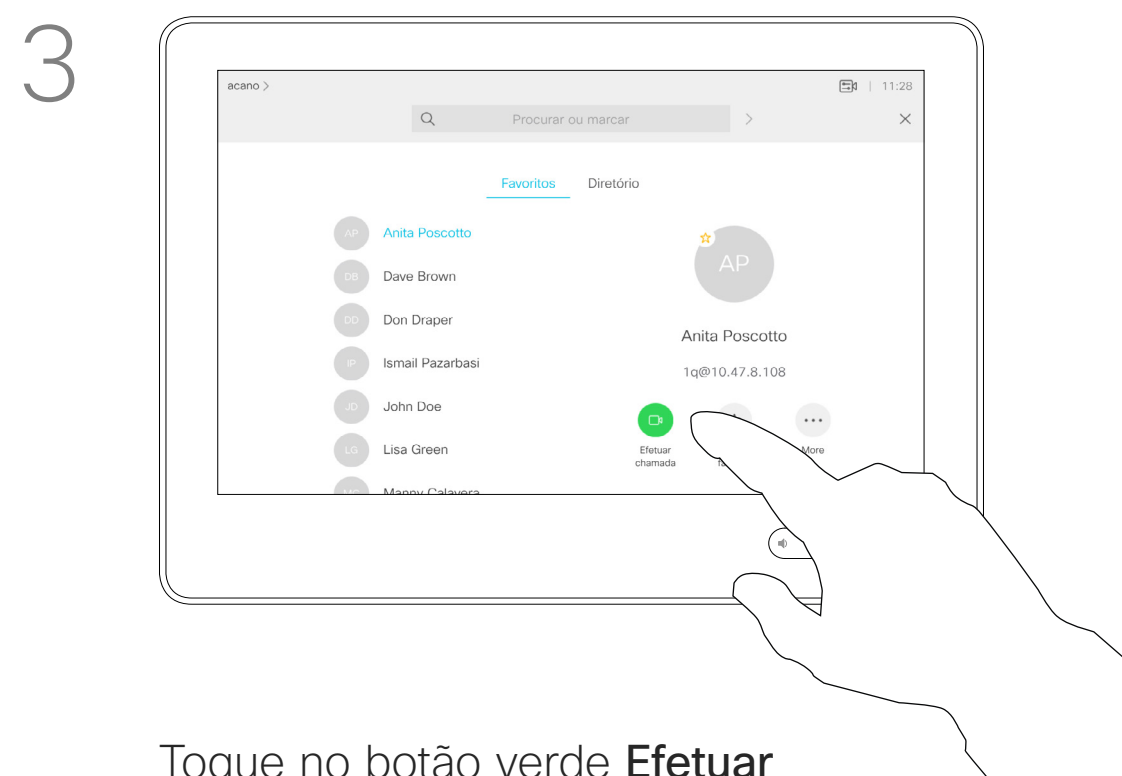 3
acano >
11:28
Procurar ou marcar
Favoritos Diretório
AP Anita Poscotto
DB Dave Brown
DD Don Draper
IP Ismail Pazarbasi
JD John Doe
LG Lisa Green
Manny Calavera
AP
Anita Poscotto
1q@10.47.8.108
Efetuar
chamada
More
Toque no botão verde Efetuar